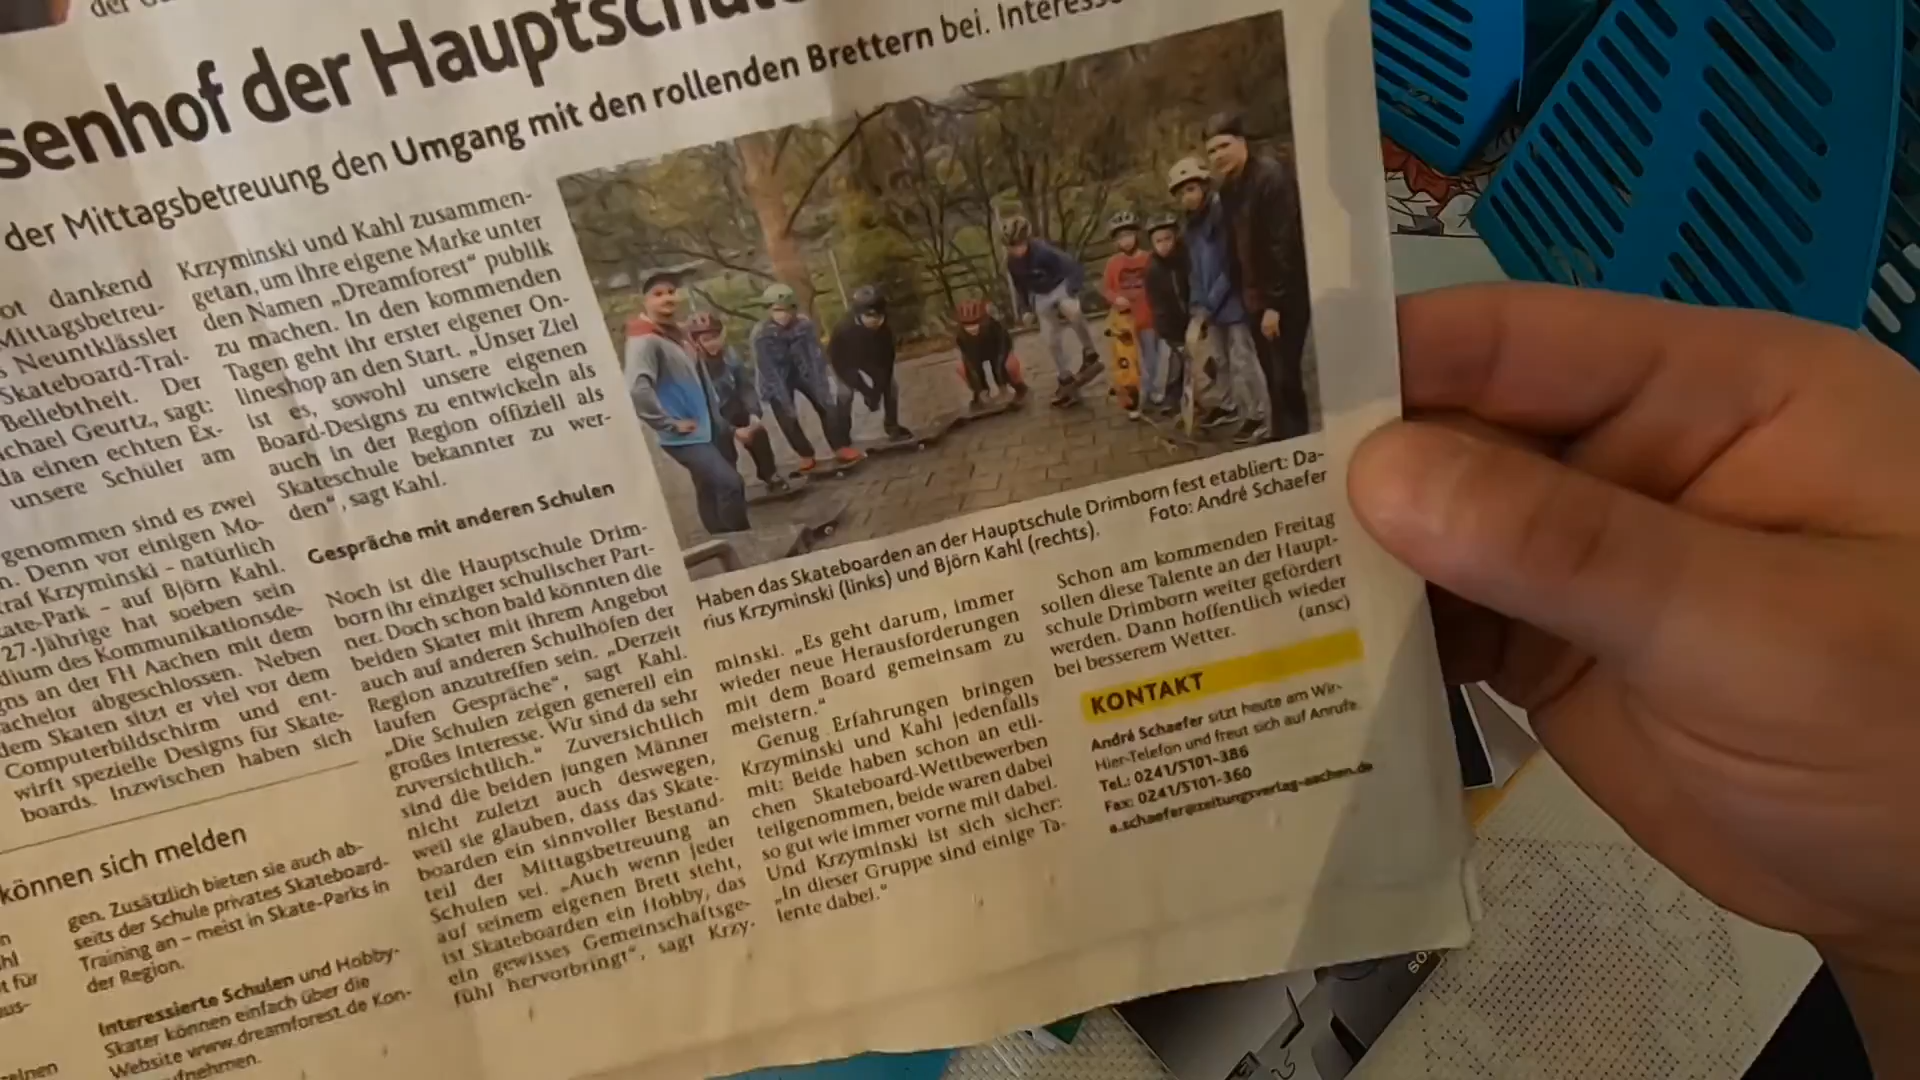 der
senhof der Hauptschule
der Mittagsbetreuung den Umgang mit den rollenden Brettern bei.
ot dankend
Mittagsbetreu-
s Neuntklässler
Skateboard-Trai-
Beliebtheit. Der
chael Geurtz, sagt:
da einen echten Ex-
unsere Schüler am
genommen sind es zwei
n. Denn vor einigen Mo-
traf Krzyminski – natürlich
ate-Park – auf Björn Kahl.
27-Jährige hat soeben sein
dium des Kommunikationsde-
gns an der FH Aachen mit dem
achelor abgeschlossen. Neben
dem Skaten sitzt er viel vor dem
Computerbildschirm und ent-
wirft spezielle Designs für Skate-
boards. Inzwischen haben sich
Krzyminski und Kahl zusammen-
getan, um ihre eigene Marke unter
den Namen „Dreamforest“ publik
zu machen. In den kommenden
Tagen geht ihr erster eigener On-
lineshop an den Start. „Unser Ziel
ist es, sowohl unsere eigenen
Board-Designs zu entwickeln als
auch in der Region offiziell als
Skateschule bekannter zu wer-
den“, sagt Kahl.
Gespräche mit anderen Schulen
Noch ist die Hauptschule Drim-
born ihr einziger schulischer Part-
ner. Doch schon bald könnten die
beiden Skater mit ihrem Angebot
auch auf anderen Schulhöfen der
Region anzutreffen sein. „Derzeit
laufen Gespräche“, sagt Kahl.
„Die Schulen zeigen generell ein
großes Interesse. Wir sind da sehr
zuversichtlich.“ Zuversichtlich
sind die beiden jungen Männer
nicht zuletzt auch deswegen,
weil sie glauben, dass das Skate-
boarden ein sinnvoller Bestand-
teil der Mittagsbetreuung an
Schulen sei. „Auch wenn jeder
auf seinem eigenen Brett steht,
ist Skateboarden ein Hobby, das
ein gewisses Gemeinschaftsge-
fühl hervorbringt“, sagt Krzy-
Haben das Skateboarden an der Hauptschule Drimborn fest etabliert: Da-
rius Krzyminski (links) und Björn Kahl (rechts). Foto: André Schaefer
minski. „Es geht darum, immer
wieder neue Herausforderungen
mit dem Board gemeinsam zu
meistern.“
Genug Erfahrungen bringen
Krzyminski und Kahl jedenfalls
mit: Beide haben schon an etli-
chen Skateboard-Wettbewerben
teilgenommen, beide waren dabei
so gut wie immer vorne mit dabei.
Und Krzyminski ist sich sicher:
„In dieser Gruppe sind einige Ta-
lente dabei.“
Schon am kommenden Freitag
sollen diese Talente an der Haupt-
schule Drimborn weiter gefördert
werden. Dann hoffentlich wieder
bei besserem Wetter. (ansc)
KONTAKT
André Schaefer sitzt heute am Wir-
Hier-Telefon und freut sich auf Anrufe.
Tel.: 0241/5101-386
Fax: 0241/5101-360
a.schaefer@zeitungsverlag-aachen.de
können sich melden
gen. Zusätzlich bieten sie auch ab-
seits der Schule privates Skateboard-
Training an – meist in Skate-Parks in
der Region.
Interessierte Schulen und Hobby-
Skater können einfach über die
Website www.dreamforest.de Kon-
ufnehmen.